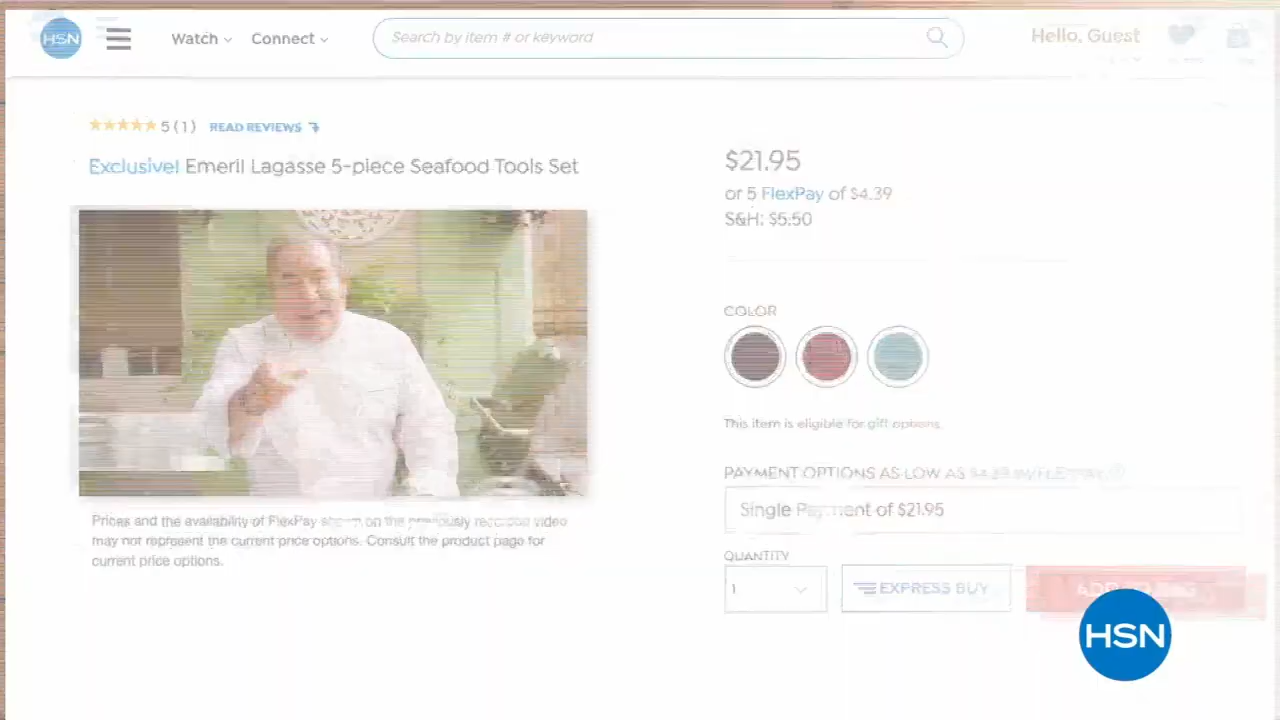 HSN
Watch
Connect
Search by item # or keyword
Hello, Guest
5 (1) READ REVIEWS
Exclusive! Emeril Lagasse 5-piece Seafood Tools Set
$21.95
or 5 FlexPay of $4.39
S&H: $5.50
COLOR
This item is eligible for gift options.
PAYMENT OPTIONS AS LOW AS $4.39 W/FLEXPAY
Single Payment of $21.95
QUANTITY
1
EXPRESS BUY
Prices and the availability of FlexPay shown on the previously recorded video
may not represent the current price options. Consult the product page for
current price options.
HSN